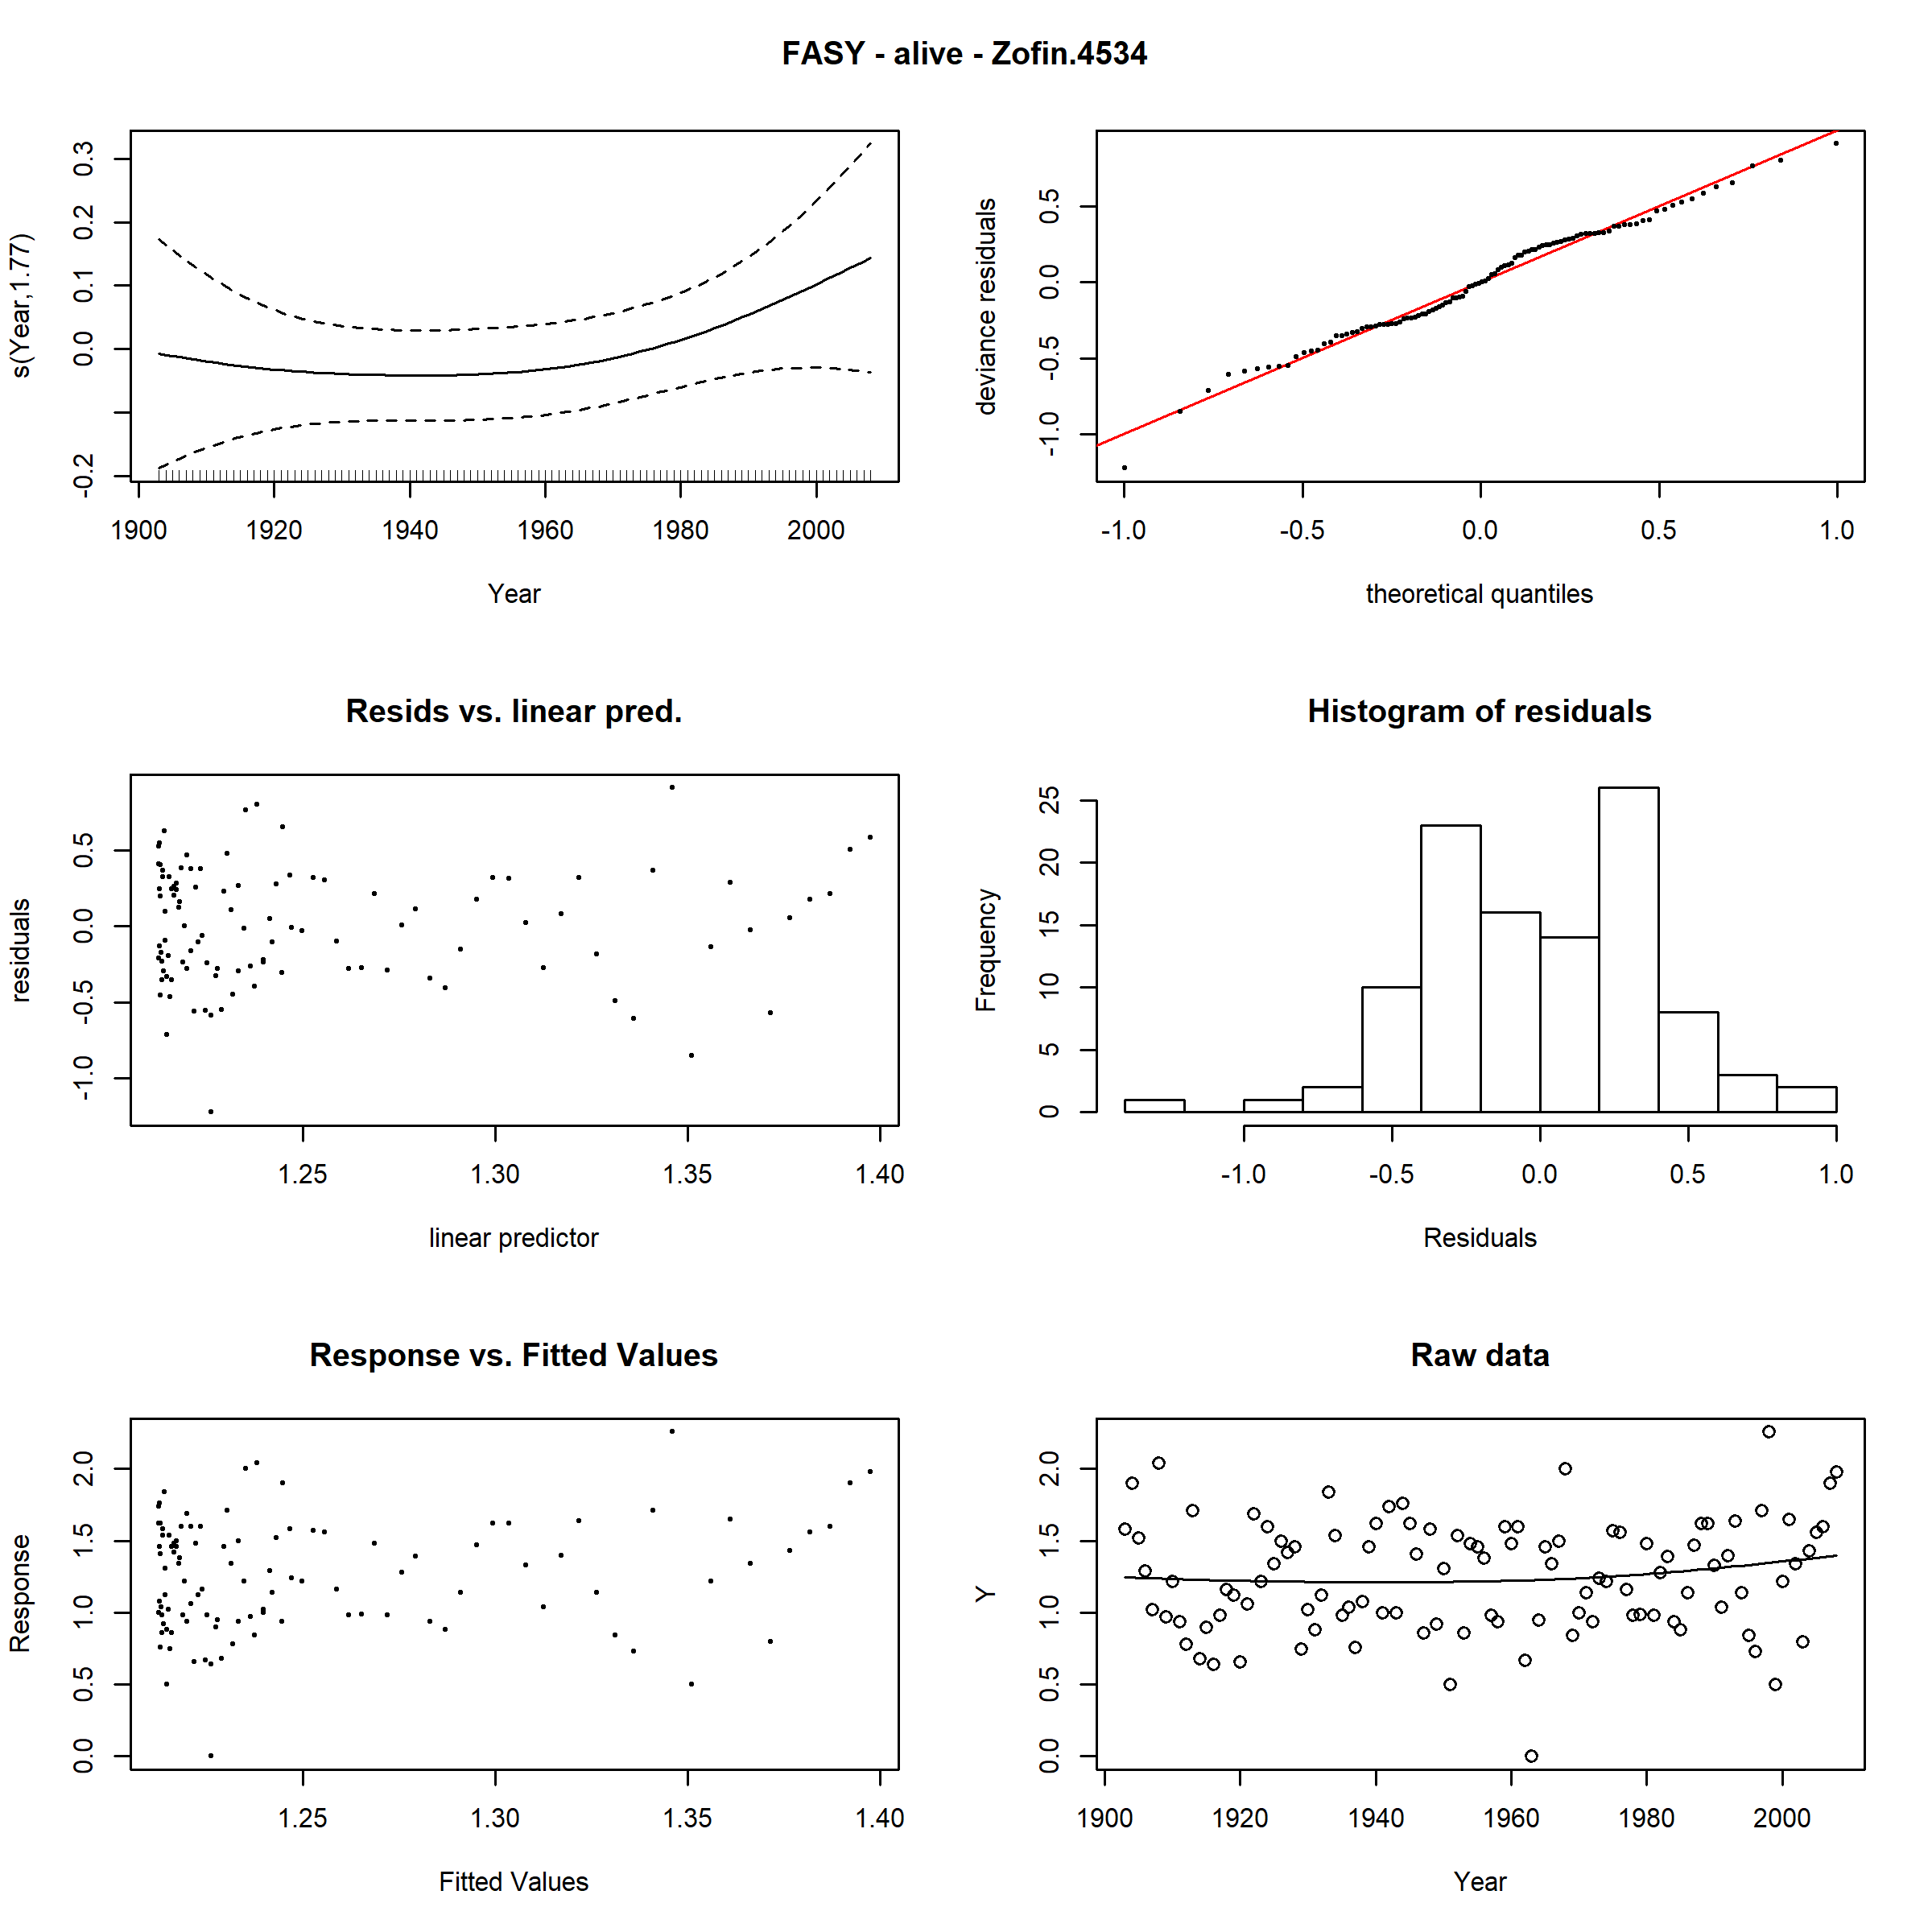 FASY - alive - Zofin.4534
s(Year,1.77)
-0.2 0.0 0.1 0.2 0.3
1900 1920 1940 1960 1980 2000
Year
deviance residuals
-1.0 -0.5 0.0 0.5
-1.0 -0.5 0.0 0.5 1.0
theoretical quantiles
Resids vs. linear pred.
residuals
-1.0 -0.5 0.0 0.5
1.25 1.30 1.35 1.40
linear predictor
Histogram of residuals
Frequency
0 5 10 15 20 25
-1.0 -0.5 0.0 0.5 1.0
Residuals
Response vs. Fitted Values
Response
0.0 0.5 1.0 1.5 2.0
1.25 1.30 1.35 1.40
Fitted Values
Raw data
Y
0.0 0.5 1.0 1.5 2.0
1900 1920 1940 1960 1980 2000
Year